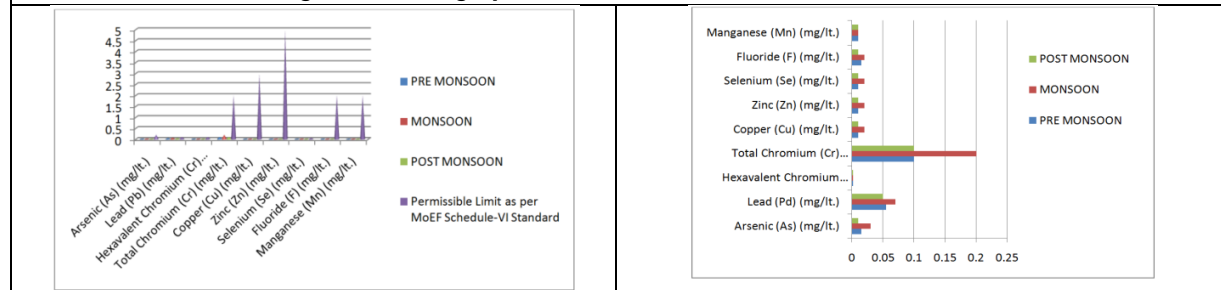 5
4.5
4
3.5
3
2.5
2
1.5
1
0.5
0
Arsenic (As) (mg/lt.)
Lead (Pb) (mg/lt.)
Hexavalent Chromium (Cr)...
Total Chromium (Cr) (mg/lt.)
Copper (Cu) (mg/lt.)
Zinc (Zn) (mg/lt.)
Selenium (Se) (mg/lt.)
Fluoride (F) (mg/lt.)
Manganese (Mn) (mg/lt.)
PRE MONSOON
MONSOON
POST MONSOON
Permissible Limit as per
MoEF Schedule-VI Standard
Manganese (Mn) (mg/lt.)
Fluoride (F) (mg/lt.)
Selenium (Se) (mg/lt.)
Zinc (Zn) (mg/lt.)
Copper (Cu) (mg/lt.)
Total Chromium (Cr)...
Hexavalent Chromium...
Lead (Pd) (mg/lt.)
Arsenic (As) (mg/lt.)
0 0.05 0.1 0.15 0.2 0.25
POST MONSOON
MONSOON
PRE MONSOON